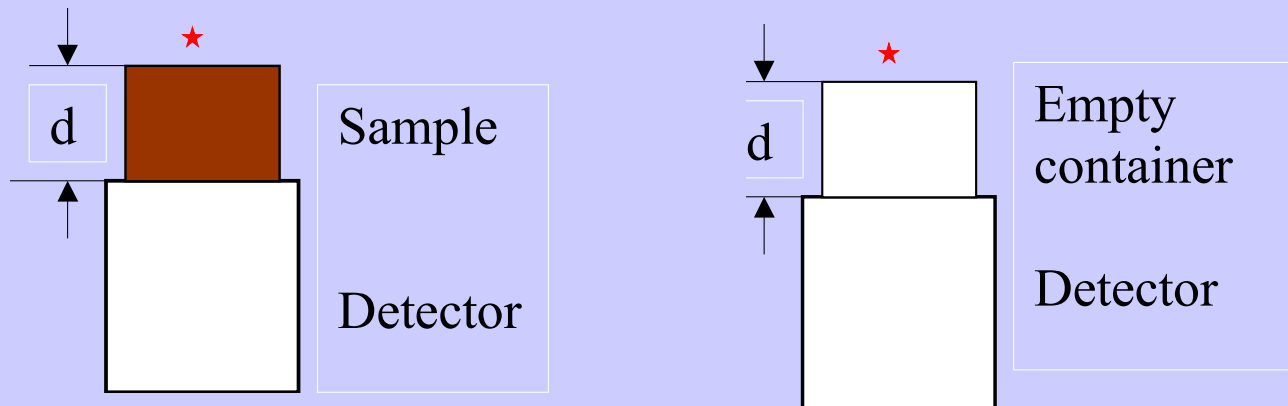 d
Sample
Detector
d
Empty
container
Detector